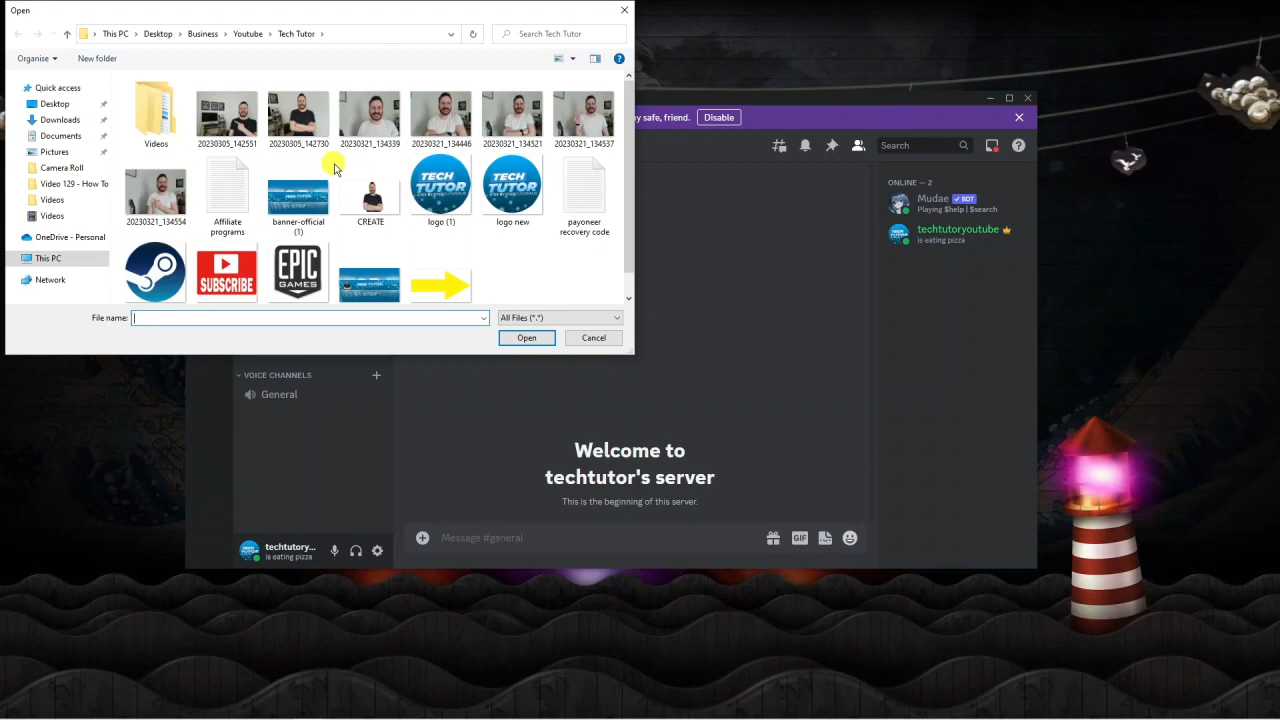 Open
This PC
Desktop
Business
Youtube
Tech Tutor
Search Tech Tutor
Organise
New folder
Quick access
Desktop
Downloads
Documents
Pictures
Camera Roll
Video 129 - How To
Videos
Videos
OneDrive - Personal
This PC
Network
Videos
20230305_142551
20230305_142730
20230321_134339
20230321_134446
20230321_134521
20230321_134537
TECH
TUTOR
TECH
TUTOR
20230321_134554
Affiliate
programs
banner-official
(1)
CREATE
logo (1)
logo new
payoneer
recovery code
SUBSCRIBE
EPIC
GAMES
File name:
All Files (*.*)
Open
Cancel
y safe, friend.
Disable
Search
ONLINE — 2
Mudae
BOT
Playing $help | $search
techtutoryoutube
is eating pizza
VOICE CHANNELS
General
Welcome to
techtutor's server
This is the beginning of this server.
Message #general
GIF
techtutory...
is eating pizza